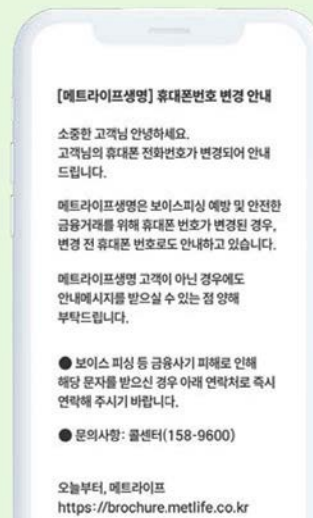 [메트라이프생명] 휴대폰번호 변경 안내
소중한 고객님 안녕하세요.
고객님의 휴대폰 전화번호가 변경되어 안내
드립니다.
메트라이프생명은 보이스피싱 예방 및 안전한
금융거래를 위해 휴대폰 번호가 변경된 경우,
변경 전 휴대폰 번호로도 안내하고 있습니다.
메트라이프생명 고객이 아닌 경우에도
안내메시지를 받으실 수 있는 점 양해
부탁드립니다.
● 보이스 피싱 등 금융사기 피해로 인해
해당 문자를 받으신 경우 아래 연락처로 즉시
연락해 주시기 바랍니다.
● 문의사항: 콜센터(158-9600)
오늘부터, 메트라이프
https://brochure.metlife.co.kr